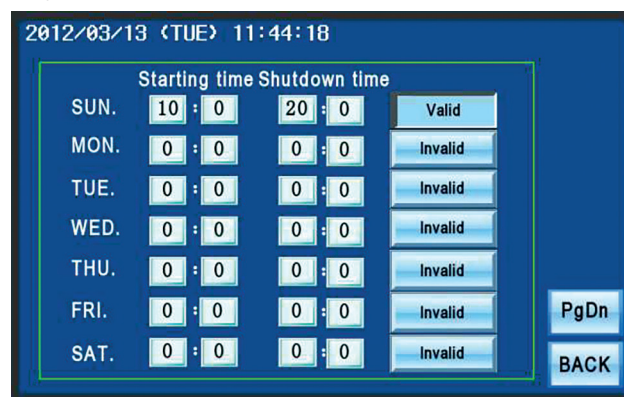 2012/03/13 (TUE) 11:44:18
Starting time Shutdown time
SUN. 10 : 0 20 : 0 Valid
MON. 0 : 0 0 : 0 Invalid
TUE. 0 : 0 0 : 0 Invalid
WED. 0 : 0 0 : 0 Invalid
THU. 0 : 0 0 : 0 Invalid
FRI. 0 : 0 0 : 0 Invalid
PgDn
SAT. 0 : 0 0 : 0 Invalid
BACK